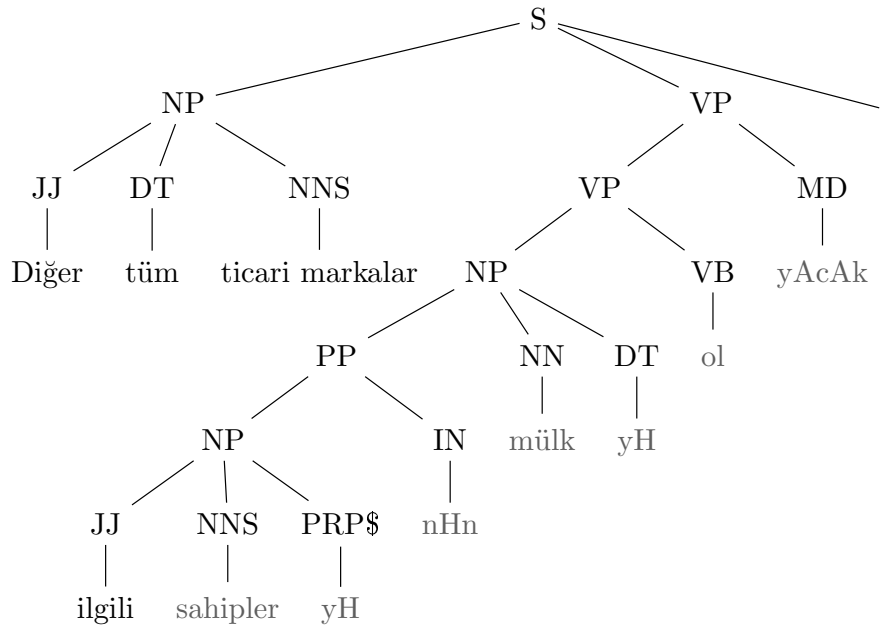 S
NP VP
JJ DT NNS VP MD
Diğer tüm ticari markalar NP VB yAcAk
PP NN DT ol
NP IN mülk yH
JJ NNS PRP$ nHn
ilgili sahipler yH